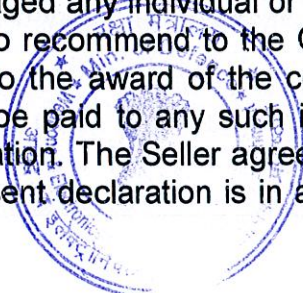 aged any individual or
o recommend to the
o the award of the c
be paid to any such i
ation. The Seller agree
ent declaration is in a